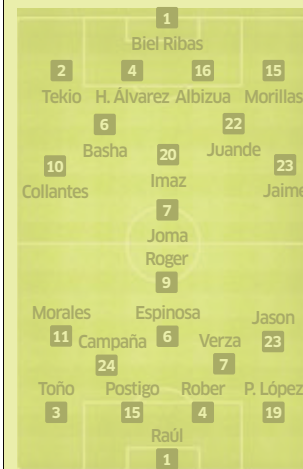 1
Biel Ribas
2 4 16 15
Tekio H. Álvarez Albizua Morillas
6 22
Basha 20 Juande
10 Imaz 23
Collantes Jaime
7
Joma
Roger
9
Morales Espinosa Jason
11 Campaña 6 Verza 23
24 7
Toño Postigo Rober P. López
3 15 4 19
Raúl
1